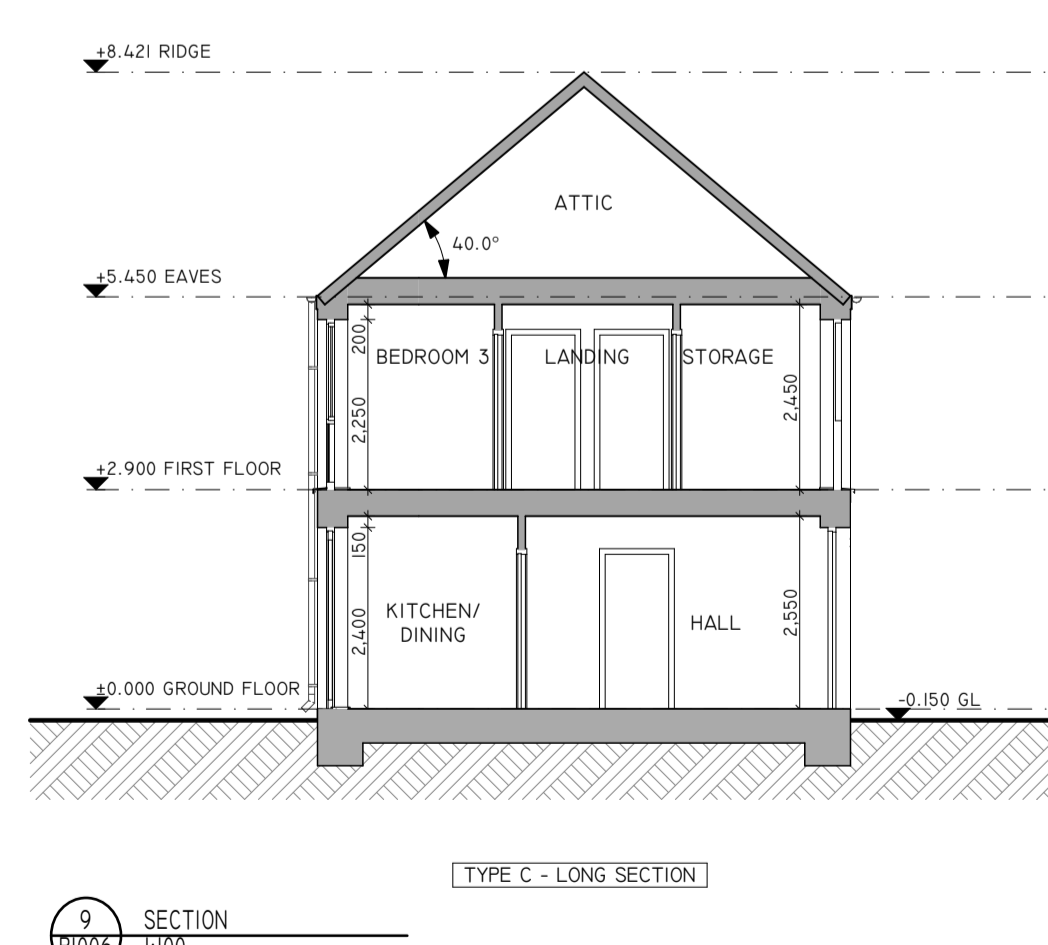 +8.421 RIDGE
ATTIC
40.0°
+5.450 EAVES
200
BEDROOM 3
LANDING
STORAGE
2,250
2,450
+2.900 FIRST FLOOR
150
KITCHEN/
DINING
HALL
2,400
2,550
±0.000 GROUND FLOOR
-0.150 GL
TYPE C - LONG SECTION
9
SECTION